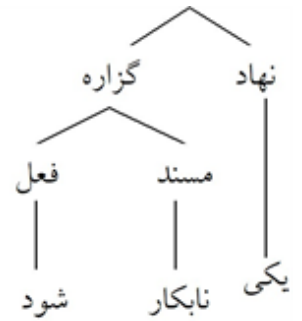 نهاد گزاره
مسند فعل
یکی نابکار شود